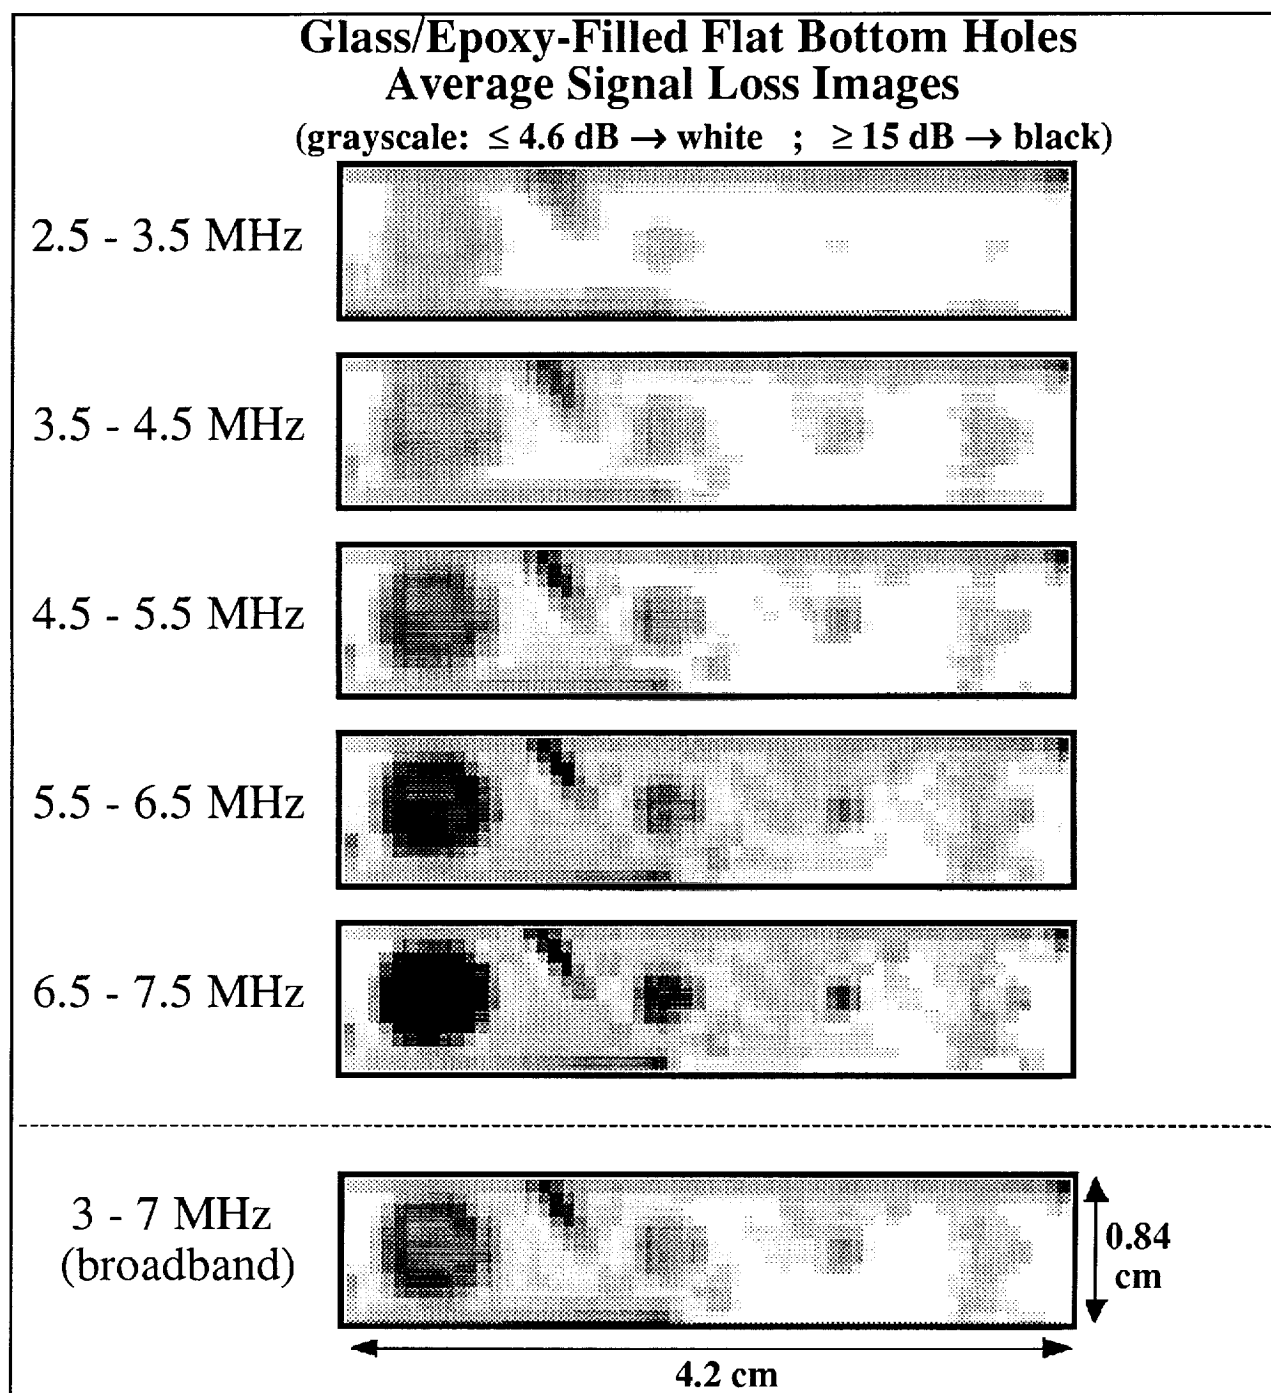 Glass/Epoxy-Filled Flat Bottom Holes
Average Signal Loss Images
(grayscale: ≤ 4.6 dB → white ; ≥ 15 dB → black)
2.5 - 3.5 MHz
3.5 - 4.5 MHz
4.5 - 5.5 MHz
5.5 - 6.5 MHz
6.5 - 7.5 MHz
3 - 7 MHz
(broadband)
0.84
cm
4.2 cm